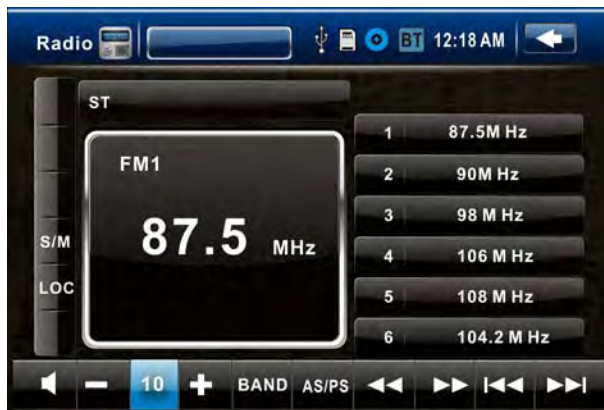 Radio BT 12:18 AM
ST
FM1
87.5 MHz
S/M
LOC
1 87.5M Hz
2 90M Hz
3 98 M Hz
4 106 M Hz
5 108 M Hz
6 104.2 M Hz
10 BAND AS/PS